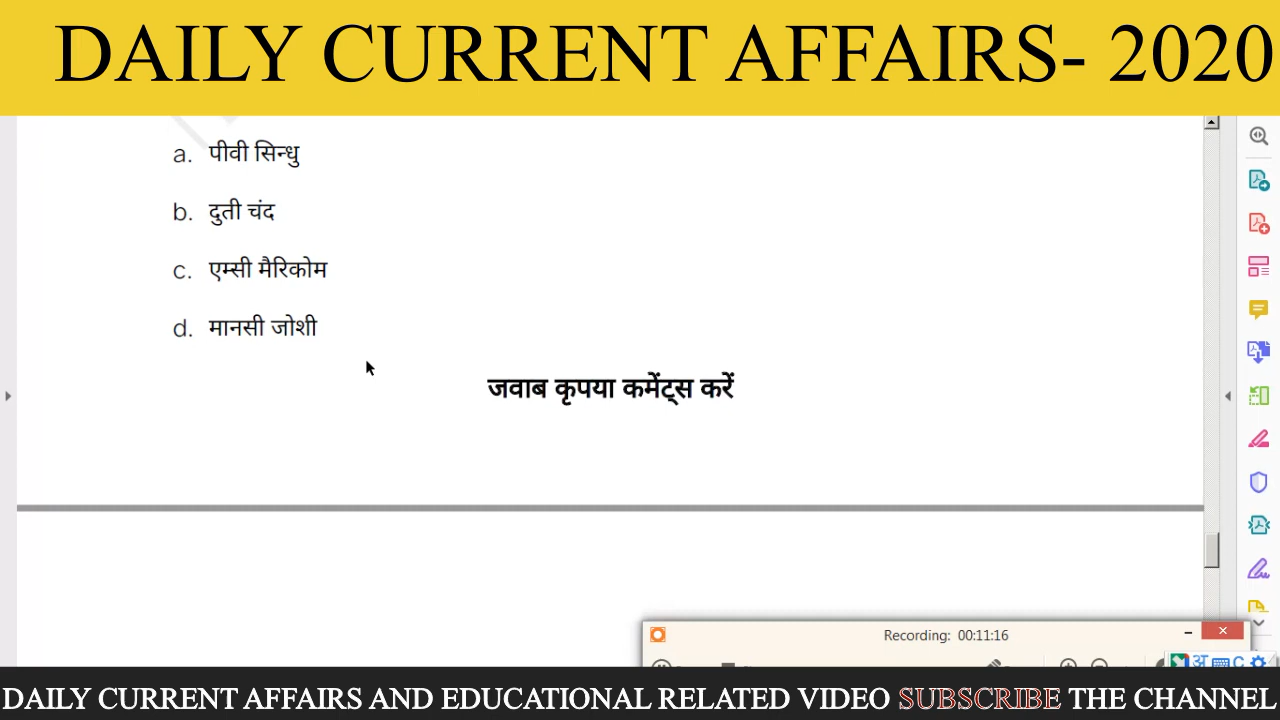 DAILY CURRENT AFFAIRS- 2020
a. पीवी सिन्धु
b. दुती चंद
c. एम्सी मैरिकोम
d. मानसी जोशी
जवाब कृपया कमेंट्स करें
Recording: 00:11:16
DAILY CURRENT AFFAIRS AND EDUCATIONAL RELATED VIDEO SUBSCRIBE THE CHANNEL